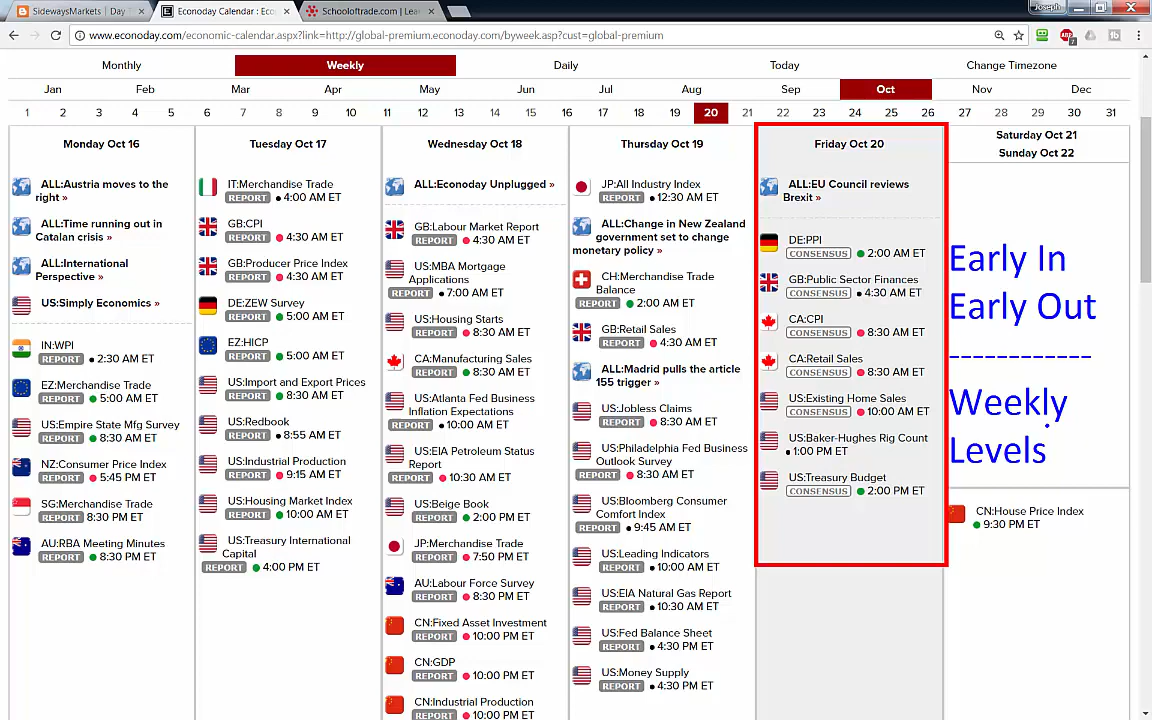 SidewaysMarkets | Day T
Econoday Calendar : Eco
Schooloftrade.com | Lea
Joseph
www.econoday.com/economic-calendar.aspx?link=http://global-premium.econoday.com/byweek.asp?cust=global-premium
Monthly Weekly Daily Today Change Timezone
Jan Feb Mar Apr May Jun Jul Aug Sep Oct Nov Dec
1 2 3 4 5 6 7 8 9 10 11 12 13 14 15 16 17 18 19 20 21 22 23 24 25 26 27 28 29 30 31
Monday Oct 16
ALL:Austria moves to the
right »
ALL:Time running out in
Catalan crisis »
ALL:International
Perspective »
US:Simply Economics »
IN:WPI
REPORT 2:30 AM ET
EZ:Merchandise Trade
REPORT 5:00 AM ET
US:Empire State Mfg Survey
REPORT 8:30 AM ET
NZ:Consumer Price Index
REPORT 5:45 PM ET
SG:Merchandise Trade
REPORT 8:30 PM ET
AU:RBA Meeting Minutes
REPORT 8:30 PM ET
Tuesday Oct 17
IT:Merchandise Trade
REPORT 4:00 AM ET
GB:CPI
REPORT 4:30 AM ET
GB:Producer Price Index
REPORT 4:30 AM ET
DE:ZEW Survey
REPORT 5:00 AM ET
EZ:HICP
REPORT 5:00 AM ET
US:Import and Export Prices
REPORT 8:30 AM ET
US:Redbook
REPORT 8:55 AM ET
US:Industrial Production
REPORT 9:15 AM ET
US:Housing Market Index
REPORT 10:00 AM ET
US:Treasury International
Capital
REPORT 4:00 PM ET
Wednesday Oct 18
ALL:Econoday Unplugged »
GB:Labour Market Report
REPORT 4:30 AM ET
US:MBA Mortgage
Applications
REPORT 7:00 AM ET
US:Housing Starts
REPORT 8:30 AM ET
CA:Manufacturing Sales
REPORT 8:30 AM ET
US:Atlanta Fed Business
Inflation Expectations
REPORT 10:00 AM ET
US:EIA Petroleum Status
Report
REPORT 10:30 AM ET
US:Beige Book
REPORT 2:00 PM ET
JP:Merchandise Trade
REPORT 7:50 PM ET
AU:Labour Force Survey
REPORT 8:30 PM ET
CN:Fixed Asset Investment
REPORT 10:00 PM ET
CN:GDP
REPORT 10:00 PM ET
CN:Industrial Production
REPORT 10:00 PM ET
Thursday Oct 19
JP:All Industry Index
REPORT 12:30 AM ET
ALL:Change in New Zealand
government set to change
monetary policy »
CH:Merchandise Trade
Balance
REPORT 2:00 AM ET
GB:Retail Sales
REPORT 4:30 AM ET
ALL:Madrid pulls the article
155 trigger »
US:Jobless Claims
REPORT 8:30 AM ET
US:Philadelphia Fed Business
Outlook Survey
REPORT 8:30 AM ET
US:Bloomberg Consumer
Comfort Index
REPORT 9:45 AM ET
US:Leading Indicators
REPORT 10:00 AM ET
US:EIA Natural Gas Report
REPORT 10:30 AM ET
US:Fed Balance Sheet
REPORT 4:30 PM ET
US:Money Supply
REPORT 4:30 PM ET
Friday Oct 20
ALL:EU Council reviews
Brexit »
DE:PPI
CONSENSUS 2:00 AM ET
GB:Public Sector Finances
CONSENSUS 4:30 AM ET
CA:CPI
CONSENSUS 8:30 AM ET
CA:Retail Sales
CONSENSUS 8:30 AM ET
US:Existing Home Sales
CONSENSUS 10:00 AM ET
US:Baker-Hughes Rig Count
1:00 PM ET
US:Treasury Budget
CONSENSUS 2:00 PM ET
Saturday Oct 21
Sunday Oct 22
Early In
Early Out
------------
Weekly
Levels
CN:House Price Index
9:30 PM ET